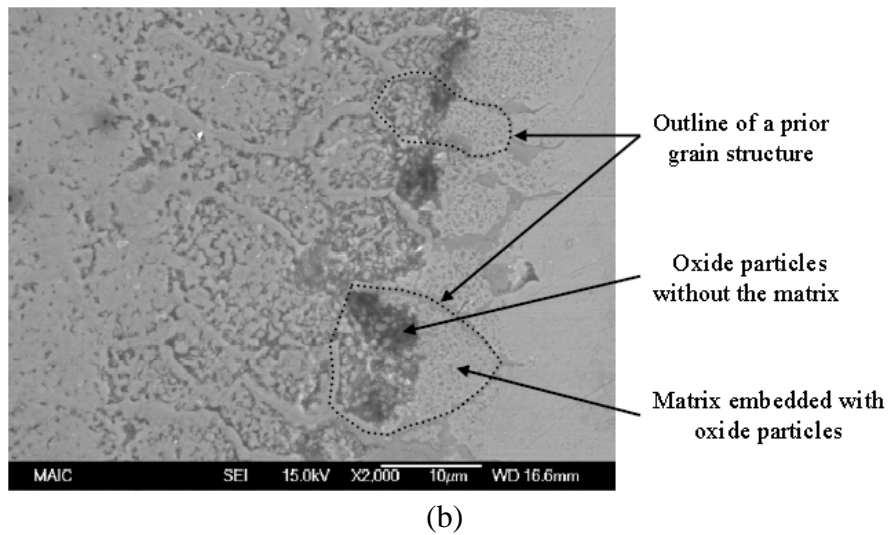 Outline of a prior
grain structure
Oxide particles
without the matrix
Matrix embedded with
oxide particles
MAIC SEI 15.0kV X2,000 10μm WD 16.6mm
(b)